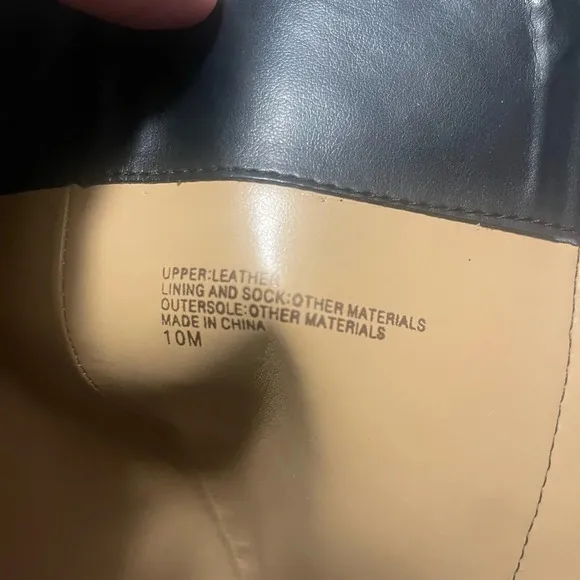 UPPER:LEATHER
LINING AND SOCK:OTHER MATERIALS
OUTERSOLE:OTHER MATERIALS
MADE IN CHINA
10M